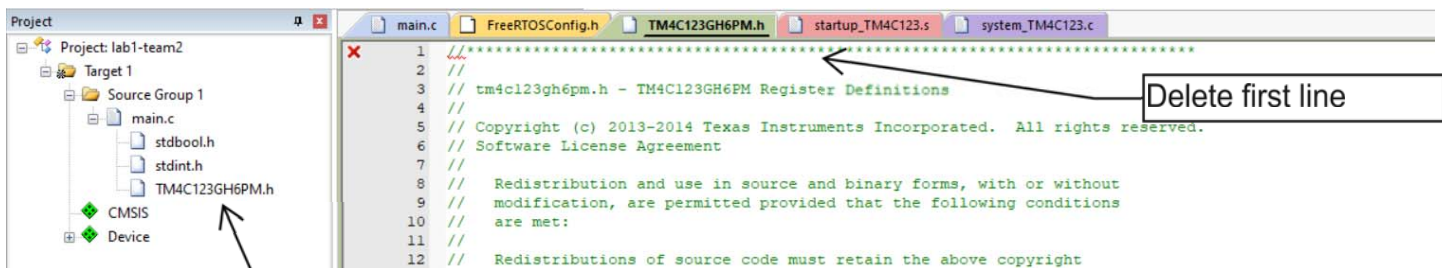 Project
main.c FreeRTOSConfig.h TM4C123GH6PM.h startup_TM4C123.s system_TM4C123.c
Project: lab1-team2
Target 1
Source Group 1
main.c
stdbool.h
stdint.h
TM4C123GH6PM.h
CMSIS
Device
1 //*****************************************************************************
2 //
3 // tm4c123gh6pm.h - TM4C123GH6PM Register Definitions
4 //
5 // Copyright (c) 2013-2014 Texas Instruments Incorporated.  All rights reserved.
6 // Software License Agreement
7 //
8 //   Redistribution and use in source and binary forms, with or without
9 //   modification, are permitted provided that the following conditions
10 //   are met:
11 //
12 //   Redistributions of source code must retain the above copyright
Delete first line